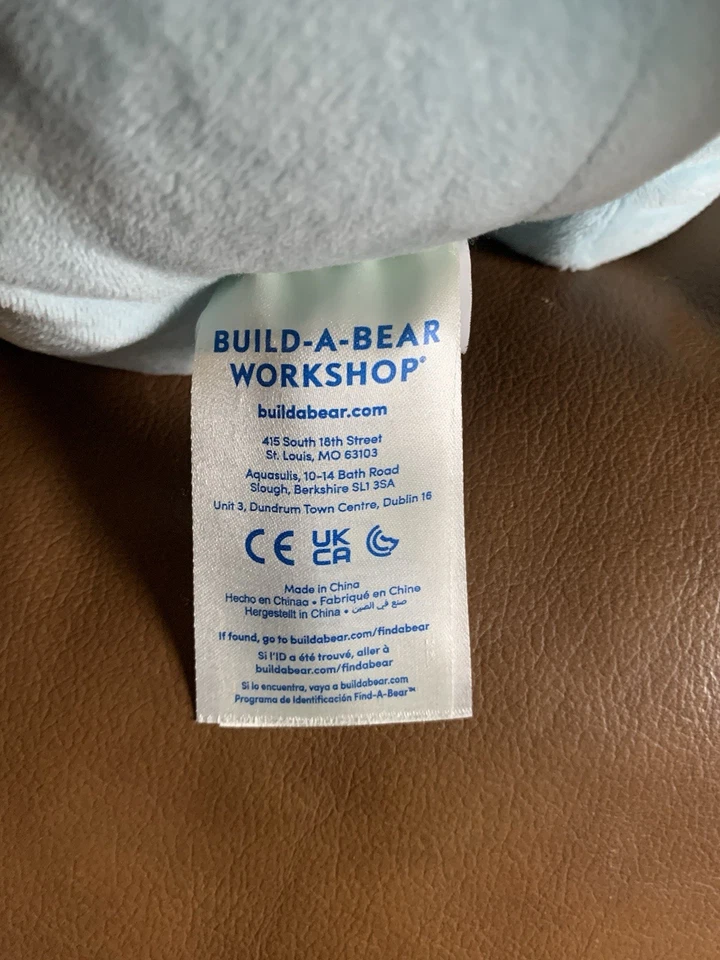 BUILD-A-BEAR
WORKSHOP®
buildabear.com
415 South 18th Street
St. Louis, MO 63103
Aquasulis, 10-14 Bath Road
Slough, Berkshire SL1 3SA
Unit 3, Dundrum Town Centre, Dublin 16
CE UK
CA
Made in China
Hecho en Chinaa • Fabriqué en Chine
Hergestellt in China • صنع في الصين
If found, go to buildabear.com/findabear
Si l'ID a été trouvé, aller à
buildabear.com/findabear
Si lo encuentra, vaya a buildabear.com
Programa de Identificación Find-A-Bear™